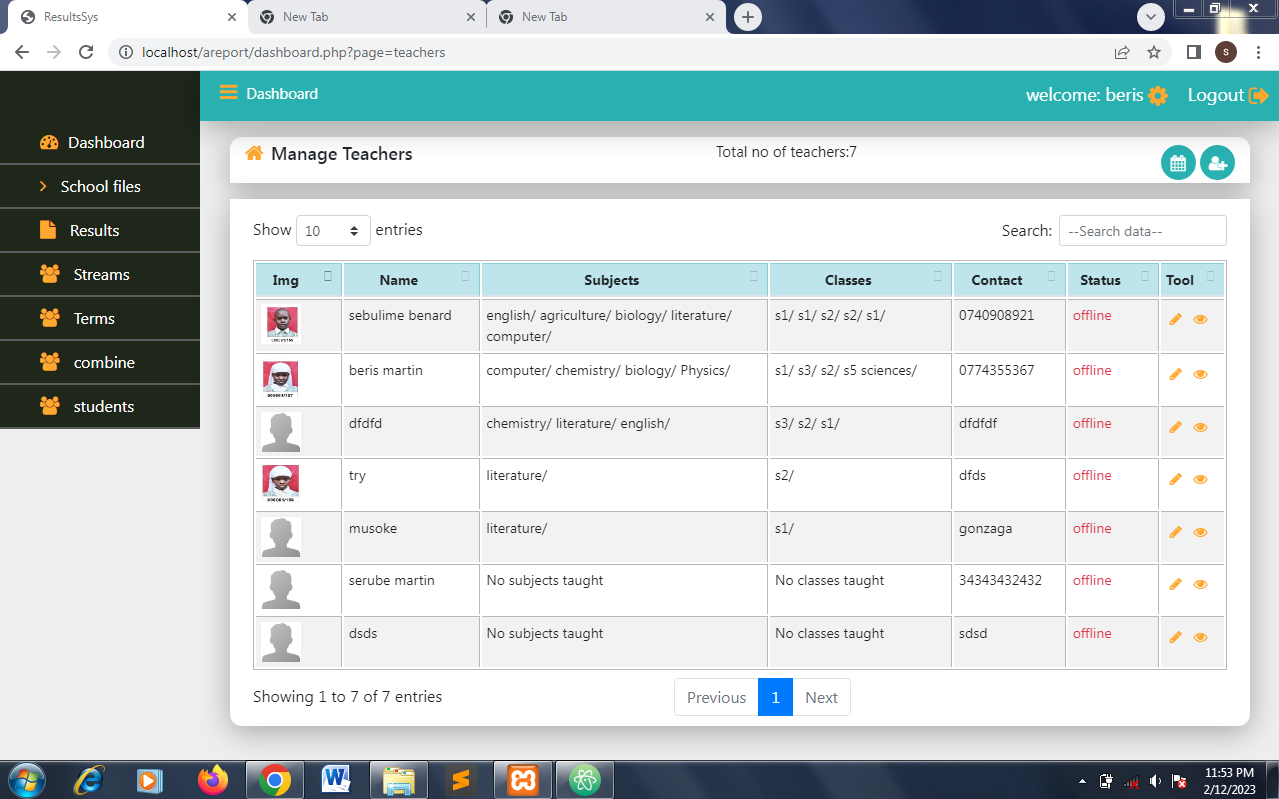 ResultsSys
New Tab
New Tab
localhost/areport/dashboard.php?page=teachers
S
Dashboard
welcome: beris
Logout
Dashboard
School files
Results
Streams
Terms
combine
students
Manage Teachers
Total no of teachers:7
Show 10 entries
Search: --Search data--
Img Name Subjects Classes Contact Status Tool
sebulime benard english/ agriculture/ biology/ literature/ s1/ s1/ s2/ s2/ s1/ 0740908921 offline
computer/
beris martin computer/ chemistry/ biology/ Physics/ s1/ s3/ s2/ s5 sciences/ 0774355367 offline
dfdfd chemistry/ literature/ english/ s3/ s2/ s1/ dfdfdf offline
try literature/ s2/ dfds offline
musoke literature/ s1/ gonzaga offline
serube martin No subjects taught No classes taught 34343432432 offline
dsds No subjects taught No classes taught sdsd offline
Showing 1 to 7 of 7 entries
Previous 1 Next
11:53 PM
2/12/2023